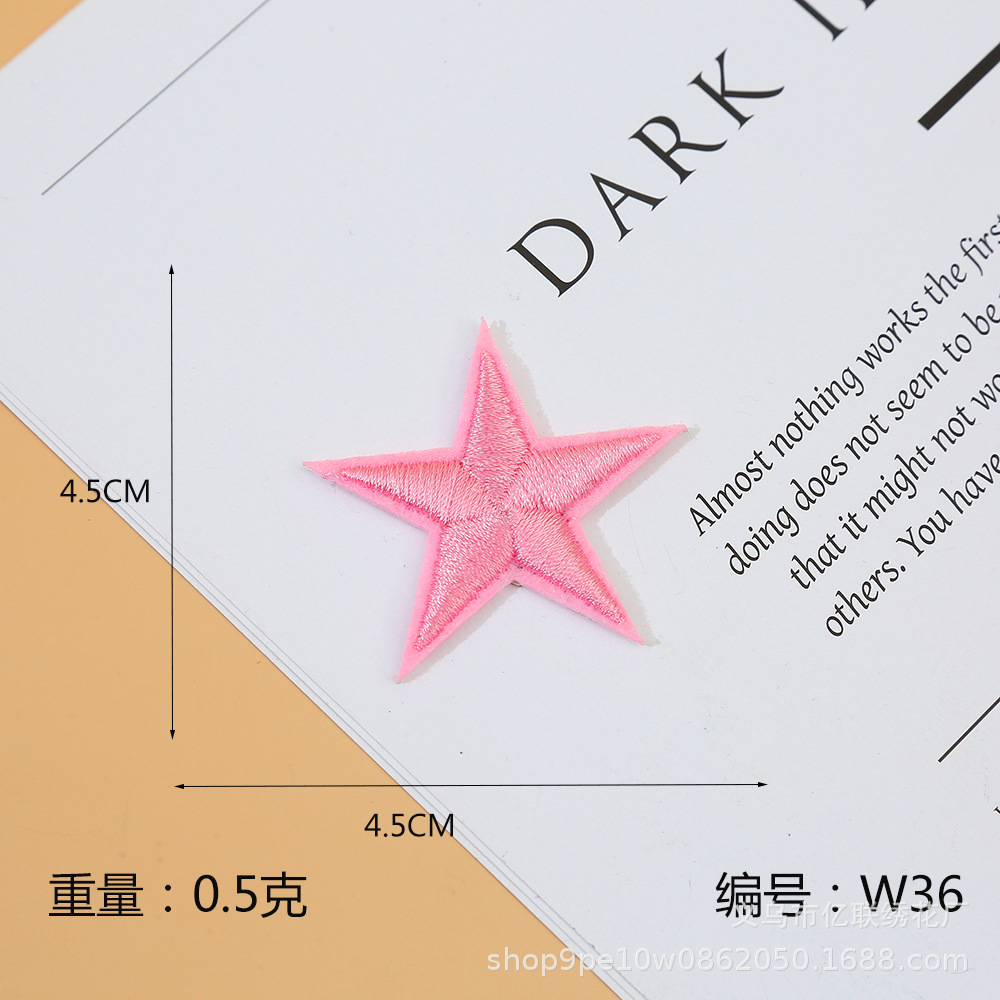 DARK
Almost nothing works the first
doing does not seem to be
that it might not wo
others. You have
4.5CM
4.5CM
重量：0.5克
编号：W36
义乌市亿联绣花厂
shop9pe10w0862050.1688.com